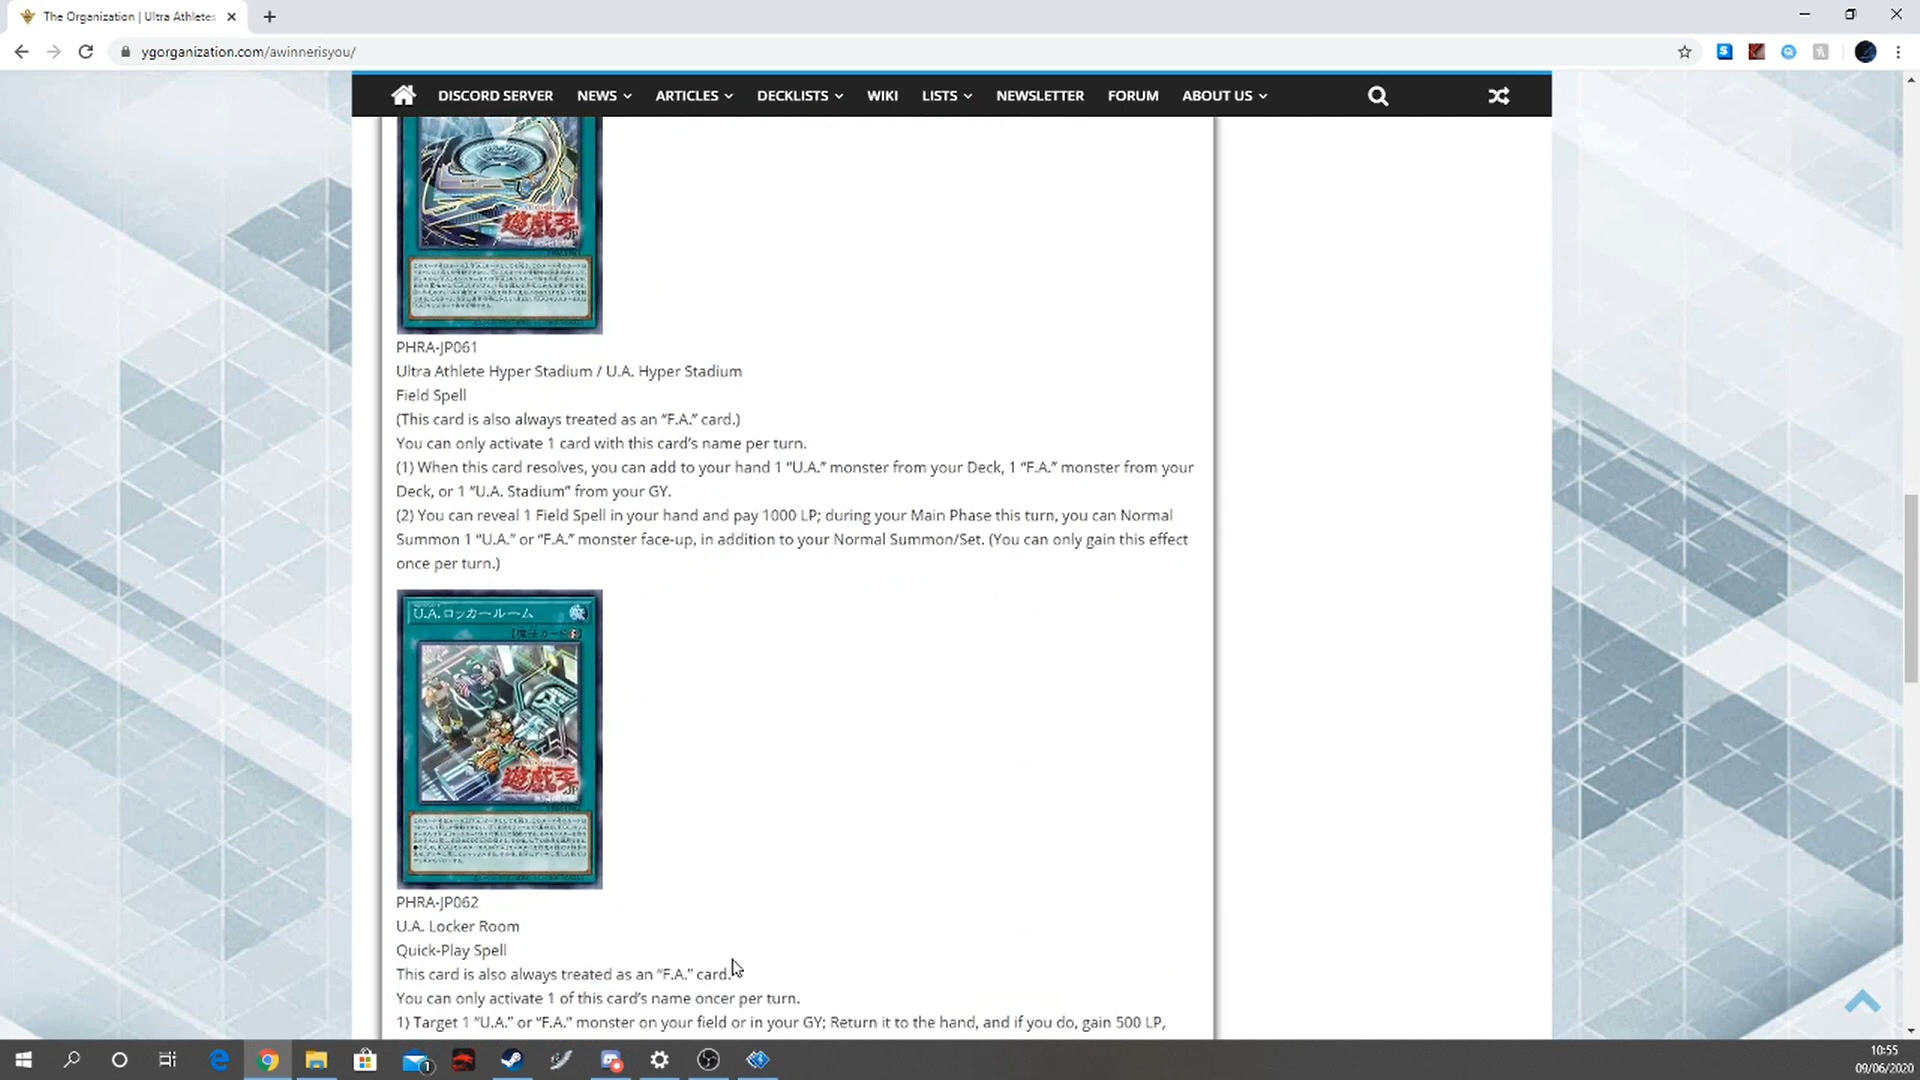 The Organization | Ultra Athletes
ygorganization.com/awinnerisyou/
DISCORD SERVER NEWS ARTICLES DECKLISTS WIKI LISTS NEWSLETTER FORUM ABOUT US
遊戯王
.JP
PHRA-JP061
Ultra Athlete Hyper Stadium / U.A. Hyper Stadium
Field Spell
(This card is also always treated as an “F.A.” card.)
You can only activate 1 card with this card’s name per turn.
(1) When this card resolves, you can add to your hand 1 “U.A.” monster from your Deck, 1 “F.A.” monster from your
Deck, or 1 “U.A. Stadium” from your GY.
(2) You can reveal 1 Field Spell in your hand and pay 1000 LP; during your Main Phase this turn, you can Normal
Summon 1 “U.A.” or “F.A.” monster face-up, in addition to your Normal Summon/Set. (You can only gain this effect
once per turn.)
U.A.ロッカールーム
【魔法カード
遊戯王
.JP
PHRA-JP062
U.A. Locker Room
Quick-Play Spell
This card is also always treated as an “F.A.” card.
You can only activate 1 of this card’s name oncer per turn.
1) Target 1 “U.A.” or “F.A.” monster on your field or in your GY; Return it to the hand, and if you do, gain 500 LP,
1
10:55
09/06/2020